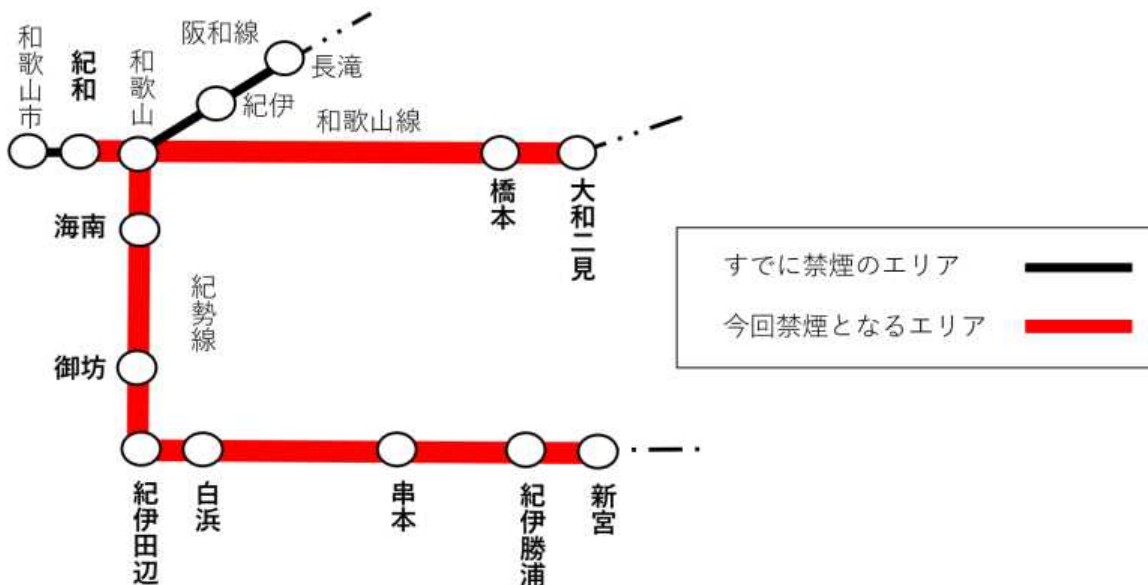 阪和線
和歌山市
紀和
和歌山
長滝
紀伊
和歌山線
橋本
大和二見
海南
紀勢線
御坊
紀伊田辺
白浜
串本
紀伊勝浦
新宮
すでに禁煙のエリア
今回禁煙となるエリア